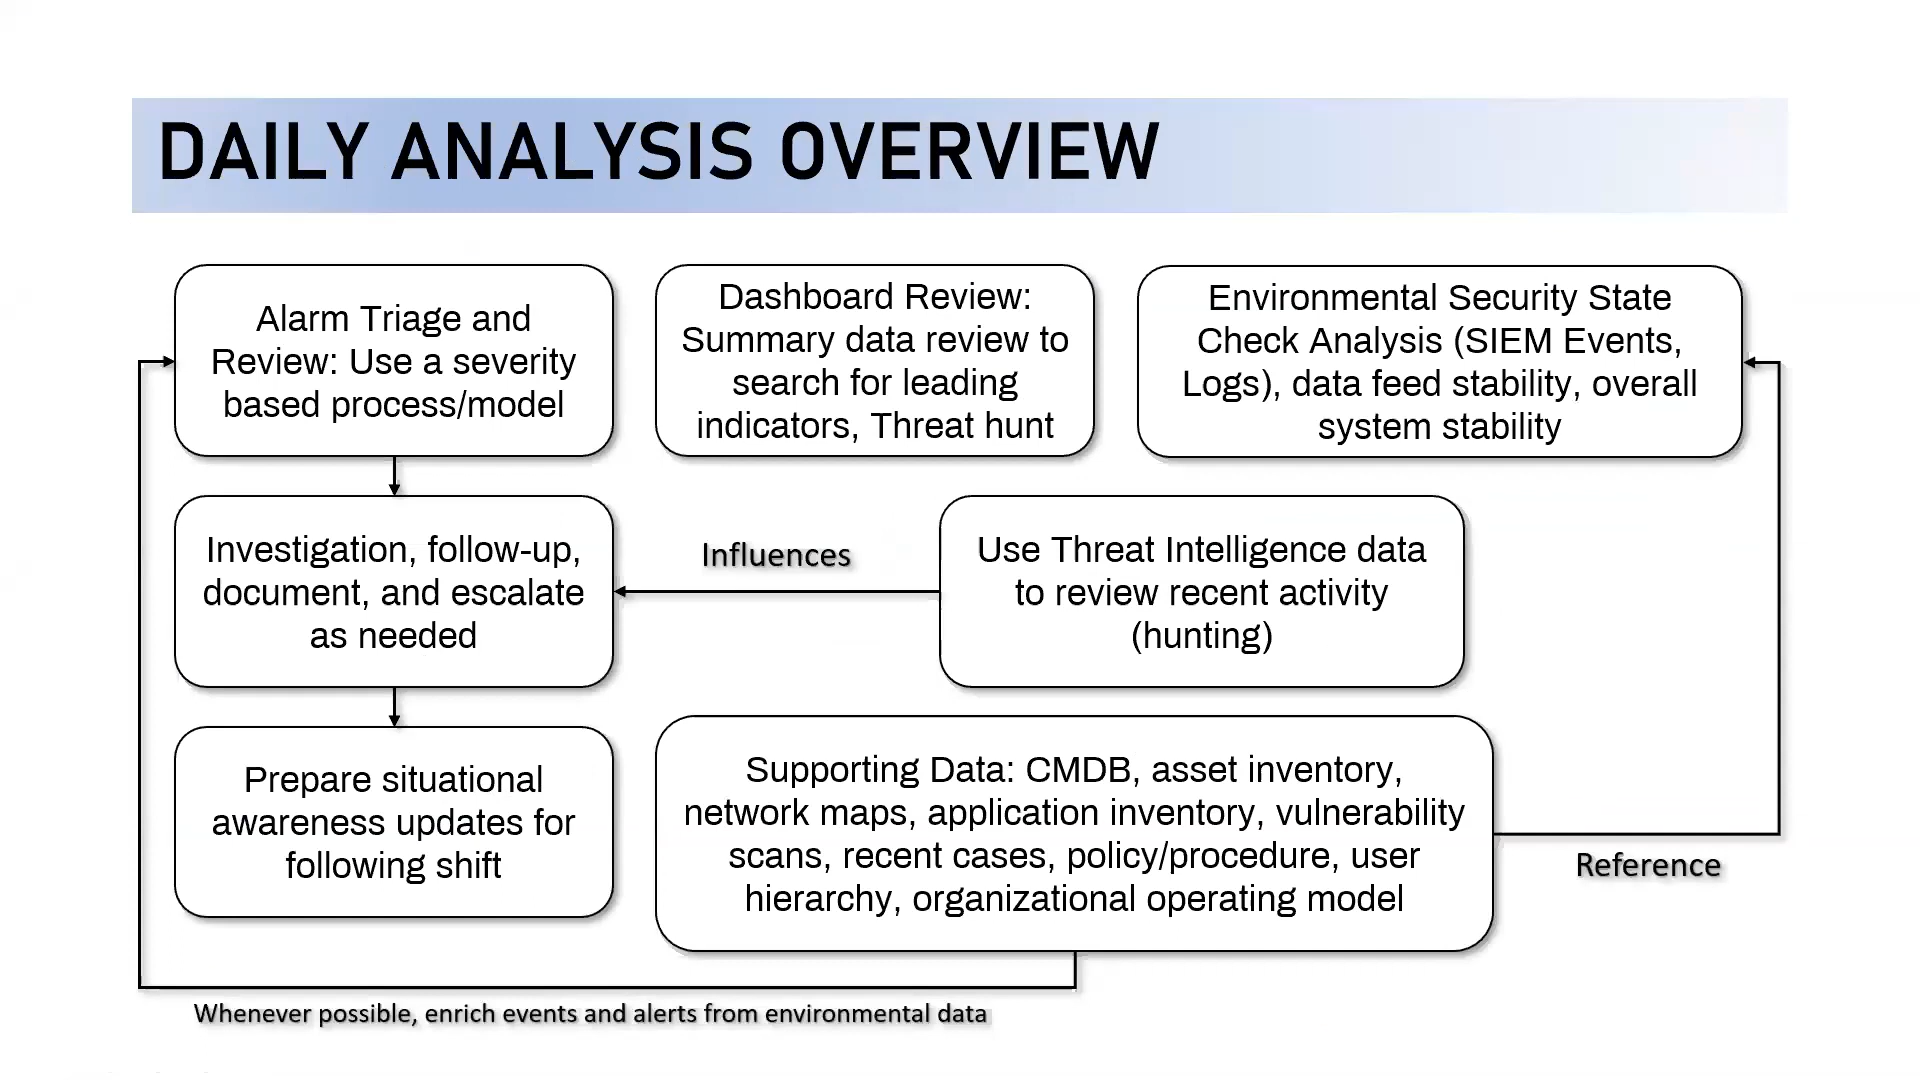 DAILY ANALYSIS OVERVIEW
Alarm Triage and
Review: Use a severity
based process/model
Dashboard Review:
Summary data review to
search for leading
indicators, Threat hunt
Environmental Security State
Check Analysis (SIEM Events,
Logs), data feed stability, overall
system stability
Investigation, follow-up,
document, and escalate
as needed
Influences
Use Threat Intelligence data
to review recent activity
(hunting)
Prepare situational
awareness updates for
following shift
Supporting Data: CMDB, asset inventory,
network maps, application inventory, vulnerability
scans, recent cases, policy/procedure, user
hierarchy, organizational operating model
Reference
Whenever possible, enrich events and alerts from environmental data